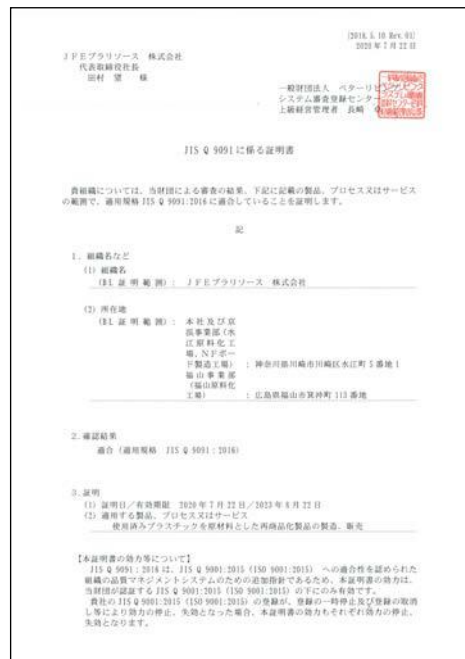 (2018.5.10 Rev.01)
2020年7月22日
JFEプラリソース 株式会社
代表取締役社長
田村 望 様
一般財団法人 ベターリビング
システム審査登録センター
上級経営管理者 長崎
JIS Q 9091に係る証明書
貴組織については、当財団による審査の結果、下記に記載の製品、プロセス又はサービス
の範囲で、適用規格 JIS Q 9091:2016 に適合していることを証明します。
記
1. 組織名など
(1) 組織名
(BL 証明範囲): JFEプラリソース 株式会社
(2) 所在地
(BL 証明範囲): 本社及び京
浜事業部(水
江原料化工
場、NFボー
ド製造工場) : 神奈川県川崎市川崎区水江町5番地1
福山事業部
(福山原料化
工場) : 広島県福山市箕沖町113番地
2. 確認結果
適合 (適用規格 JIS Q 9091:2016)
3. 証明
(1) 証明日/有効期限 2020年7月22日/2023年8月22日
(2) 適用する製品、プロセス又はサービス
使用済みプラスチックを原材料とした再商品化製品の製造、販売
【本証明書の効力等について】
JIS Q 9091:2016 は、JIS Q 9001:2015 (ISO 9001:2015) への適合性を認められた
組織の品質マネジメントシステムのための追加指針であるため、本証明書の効力は、
当財団が認証する JIS Q 9001:2015 (ISO 9001:2015) の下にのみ有効です。
貴社の JIS Q 9001:2015 (ISO 9001:2015) の登録が、登録の一時停止及び登録の取消
し等により効力の停止、失効となった場合、本証明書の効力もそれぞれ効力の停止、
失効となります。